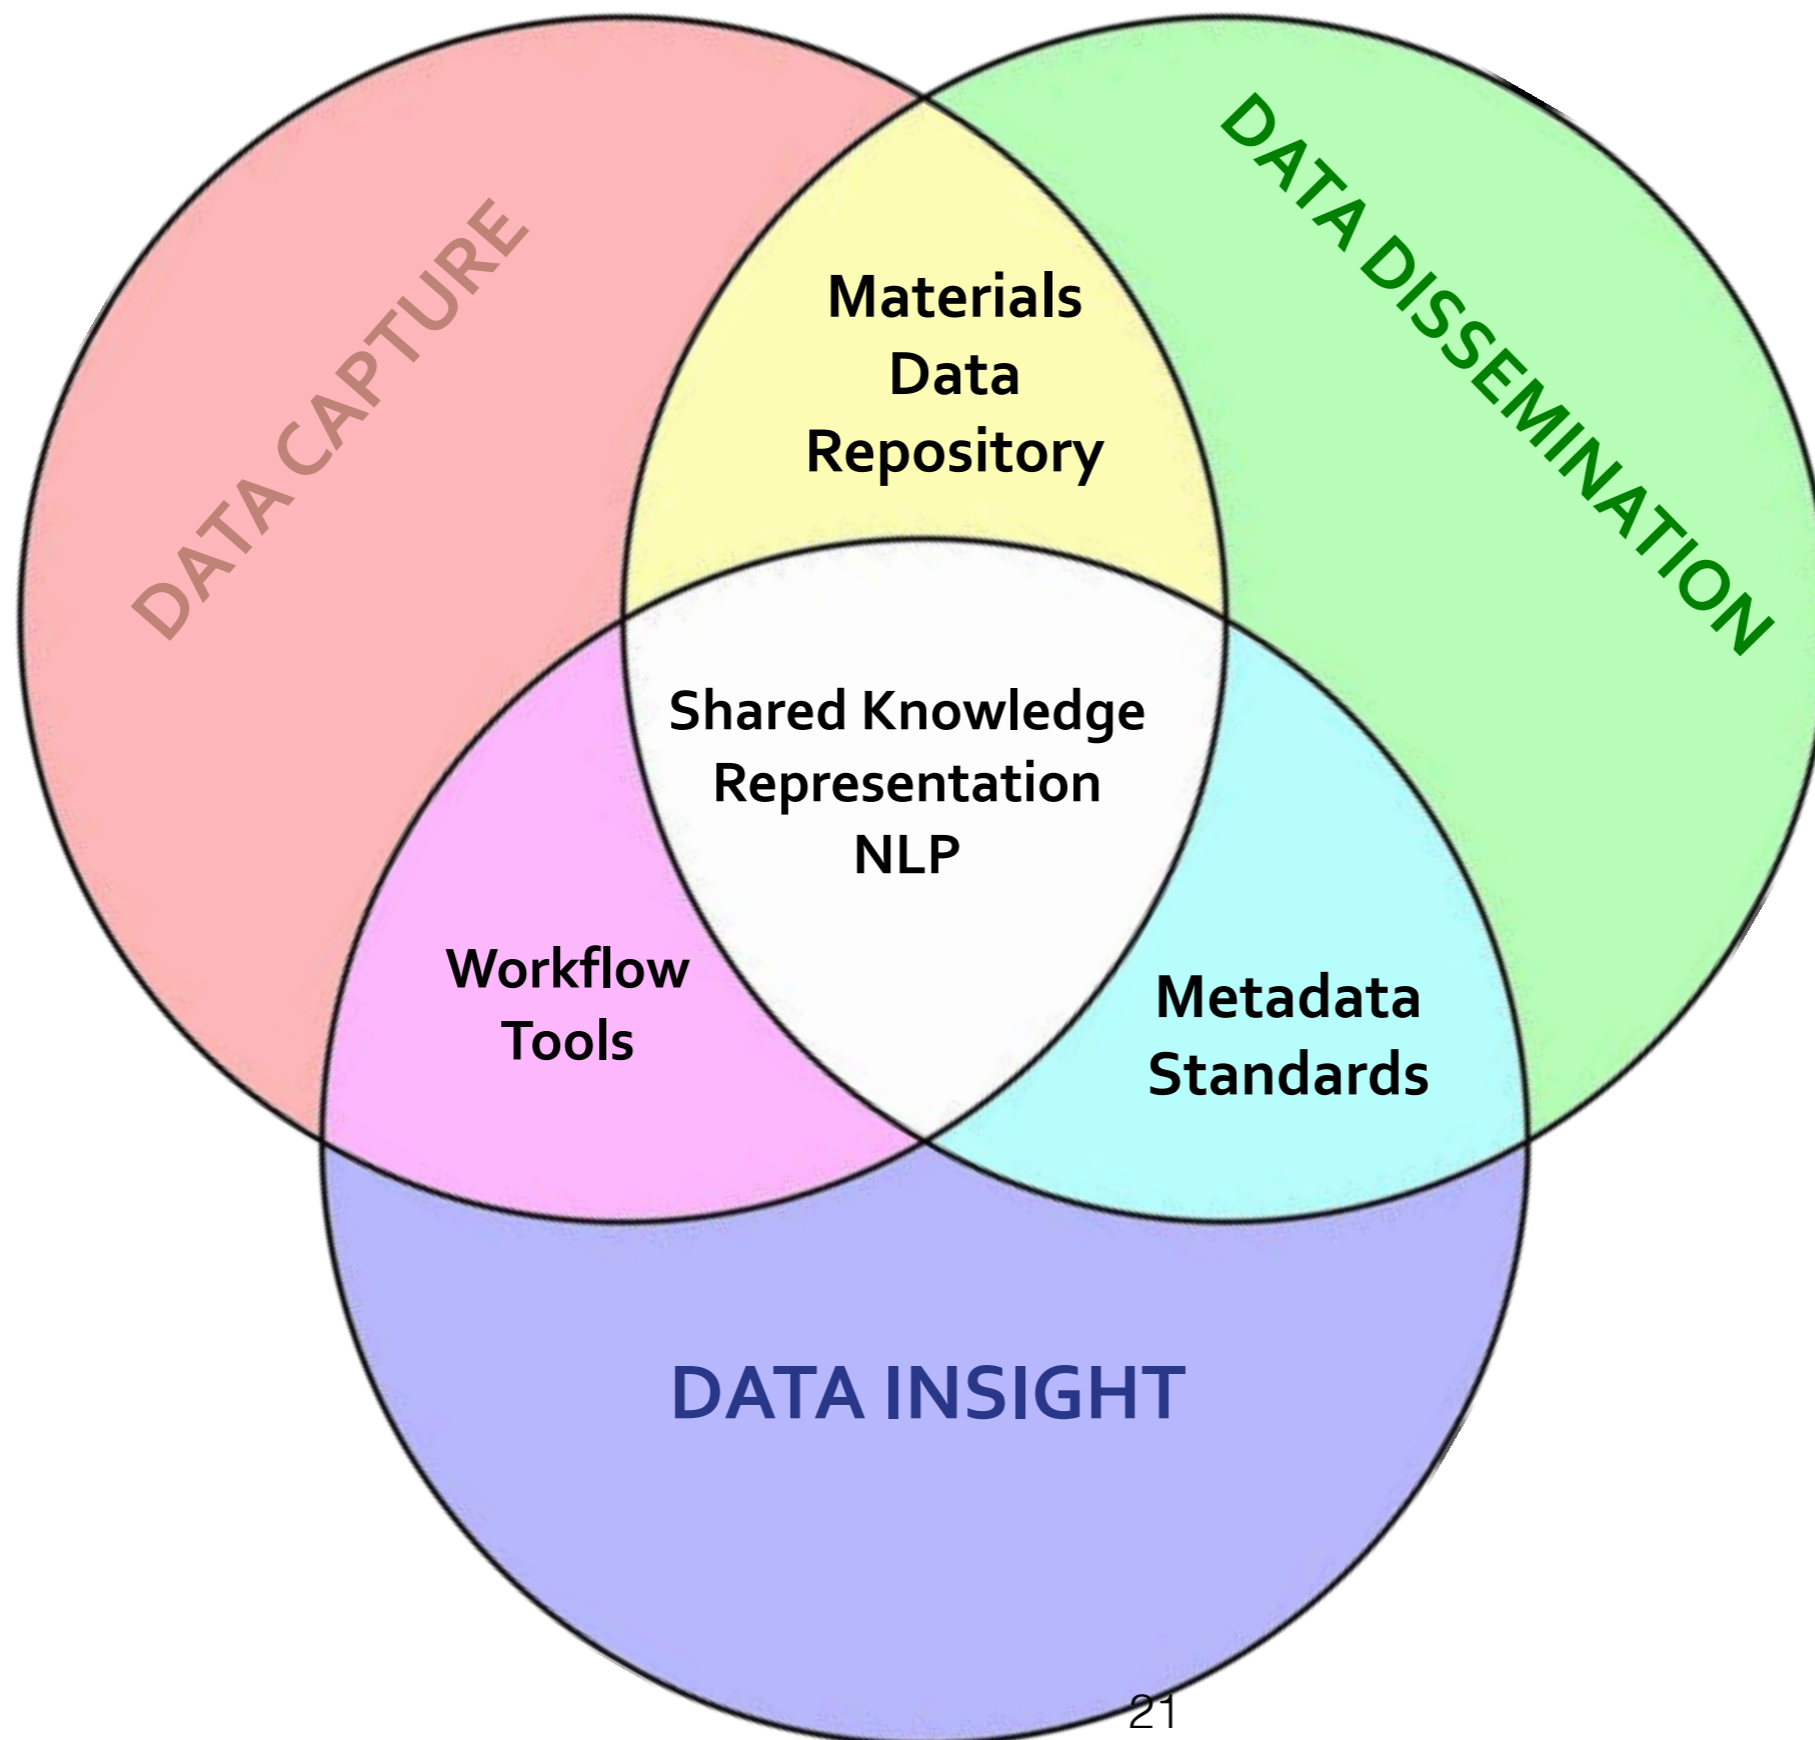 DATA CAPTURE
DATA DISSEMINATION
Materials
Data
Repository
Shared Knowledge
Representation
NLP
Workflow
Tools
Metadata
Standards
DATA INSIGHT
21